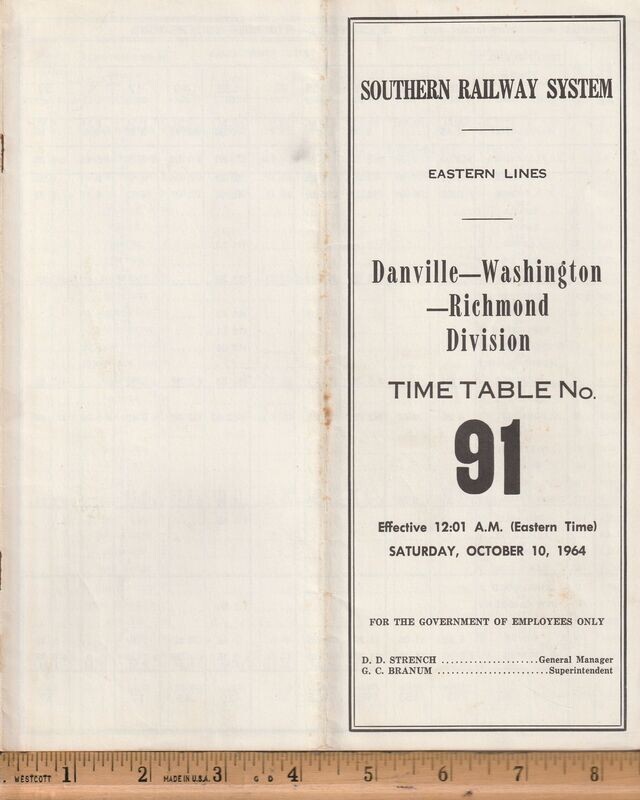 SOUTHERN RAILWAY SYSTEM
EASTERN LINES
Danville—Washington
—Richmond
Division
TIME TABLE No.
91
Effective 12:01 A.M. (Eastern Time)
SATURDAY, OCTOBER 10, 1964
FOR THE GOVERNMENT OF EMPLOYEES ONLY
D. D. STRENCH .....................General Manager
G. C. BRANUM ........................Superintendent
WESTCOTT 1 2 MADE IN U.S.A. 3 G D 4 5 6 7 8